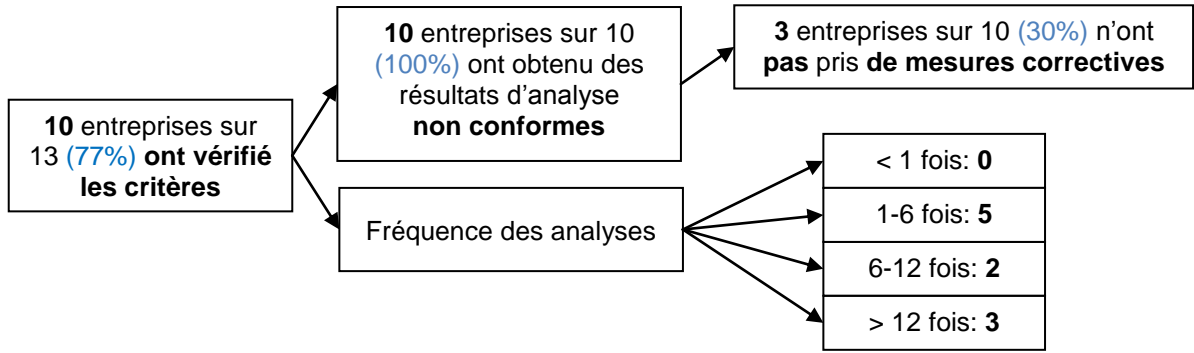 10 entreprises sur
13 (77%) ont vérifié
les critères
10 entreprises sur 10
(100%) ont obtenu des
résultats d'analyse
non conformes
3 entreprises sur 10 (30%) n'ont
pas pris de mesures correctives
Fréquence des analyses
< 1 fois: 0
1-6 fois: 5
6-12 fois: 2
> 12 fois: 3